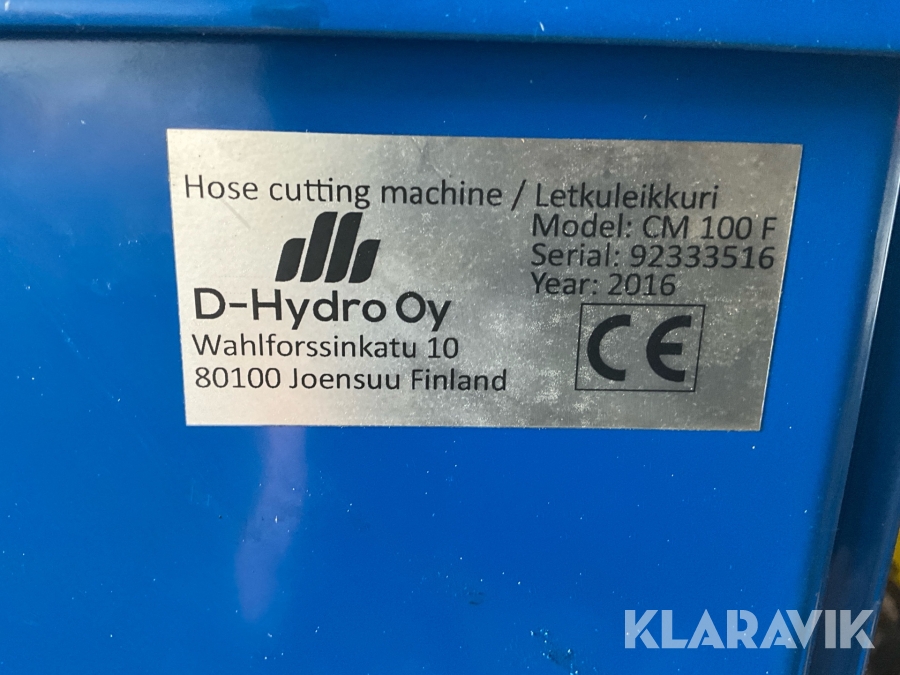 Hose cutting machine / Letkuleikkuri
Model: CM 100 F
Serial: 92333516
Year: 2016
D-Hydro Oy
Wahlforssinkatu 10
80100 Joensuu Finland
CE
KLARAVIK